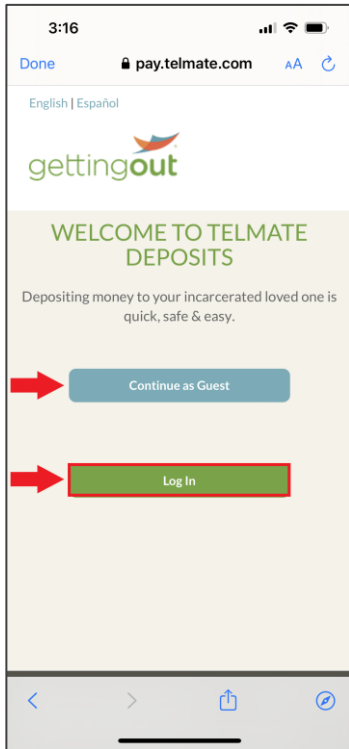 3:16
Done pay.telmate.com AA
English | Español
gettingout
WELCOME TO TELMATE
DEPOSITS
Depositing money to your incarcerated loved one is
quick, safe & easy.
Continue as Guest
Log In